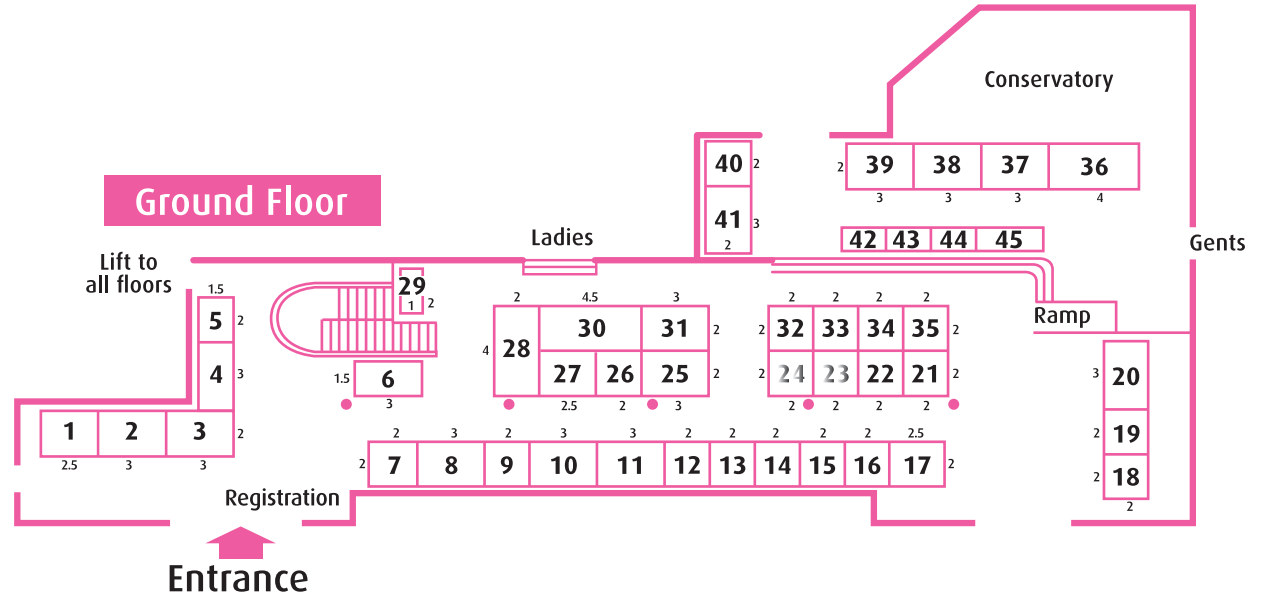 Conservatory
40 2
2 39 38 37 36
3 3 3 4
Ground Floor
41 3
2
42 43 44 45
Ladies
Gents
Lift to
all floors
29
1 2
1.5
5 2
4 3
2 4.5 3
28 30 31 2
4
27 26 25 2
2.5 2 3
2 2 2 2
2 32 33 34 35 2
2 24 23 22 21 2
2 2 2 2
Ramp
3 20
2 19
2 18
2
1.5 6
3
1 2 3 2
2.5 3 3
2 3 2 3 3 2 2 2 2 2 2.5
2 7 8 9 10 11 12 13 14 15 16 17 2
Registration
Entrance